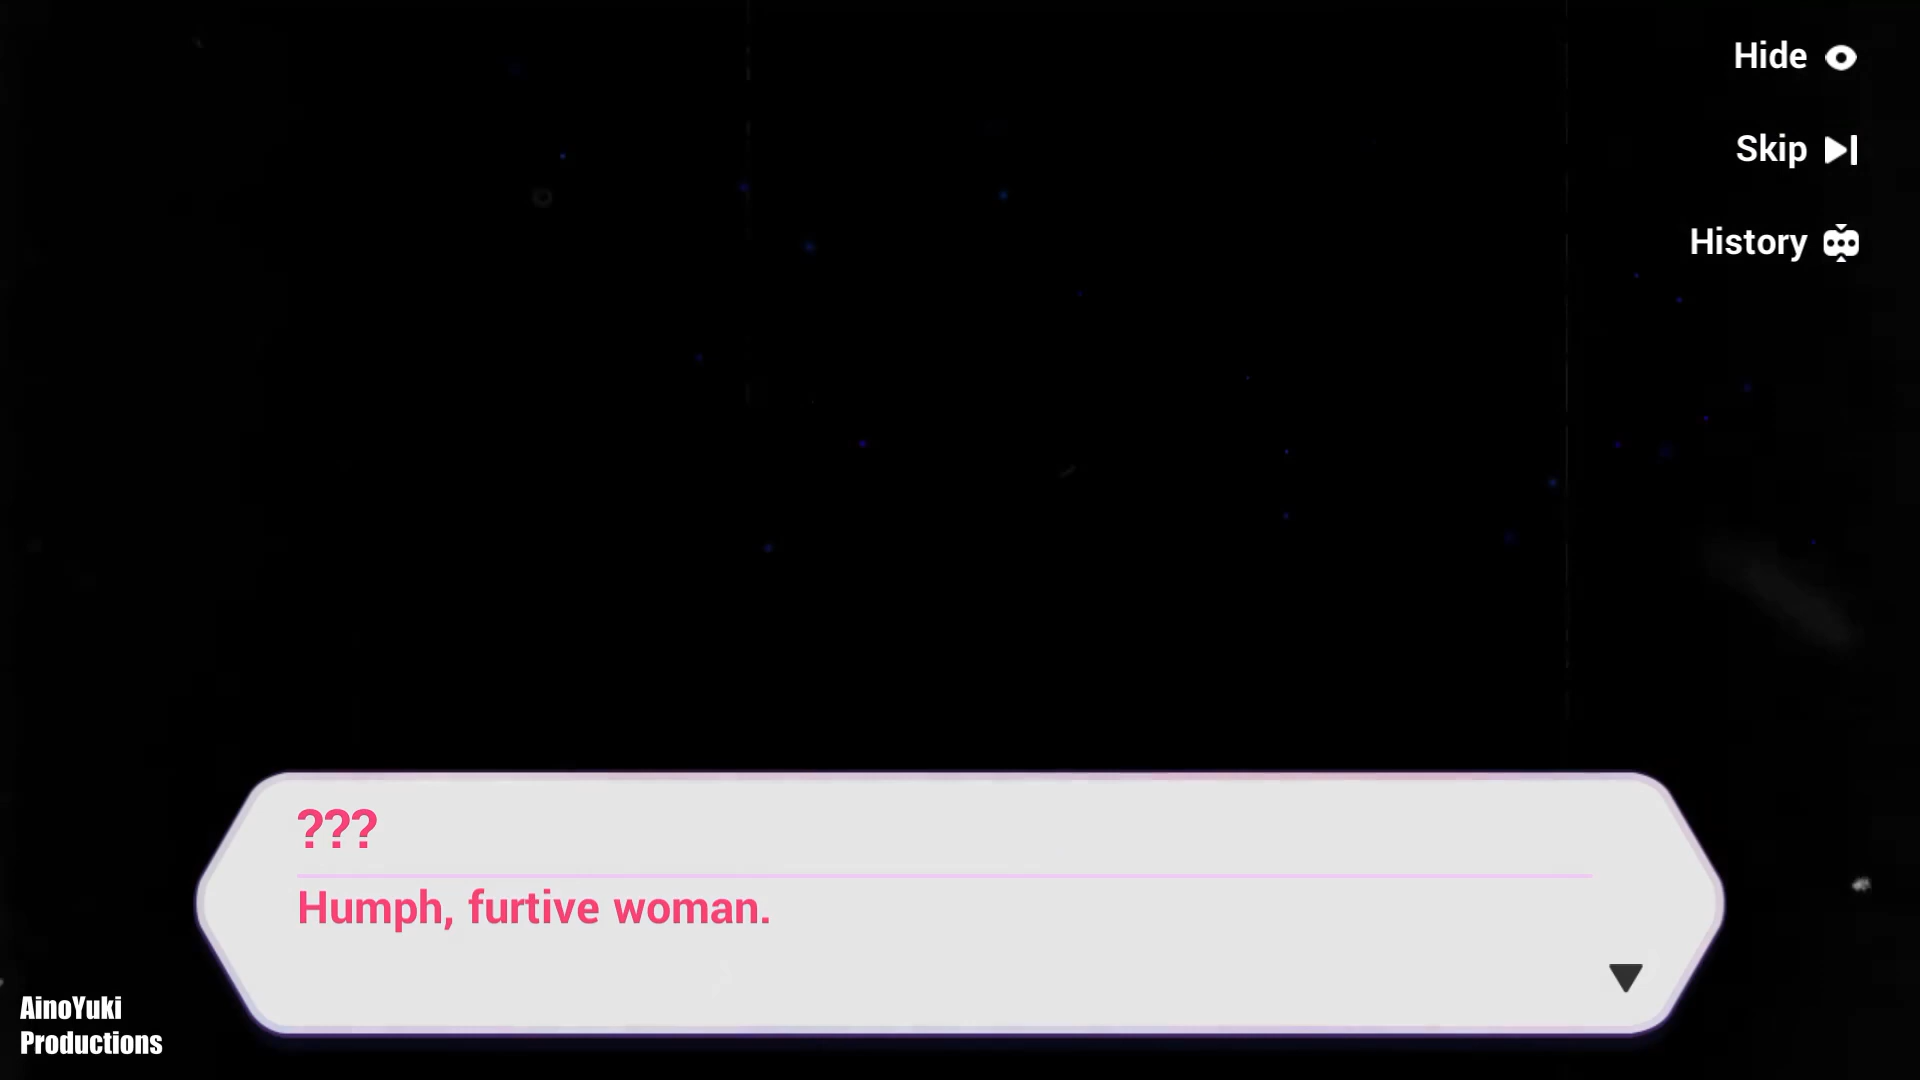 Hide
Skip
History
???
Humph, furtive woman.
AinoYuki
Productions